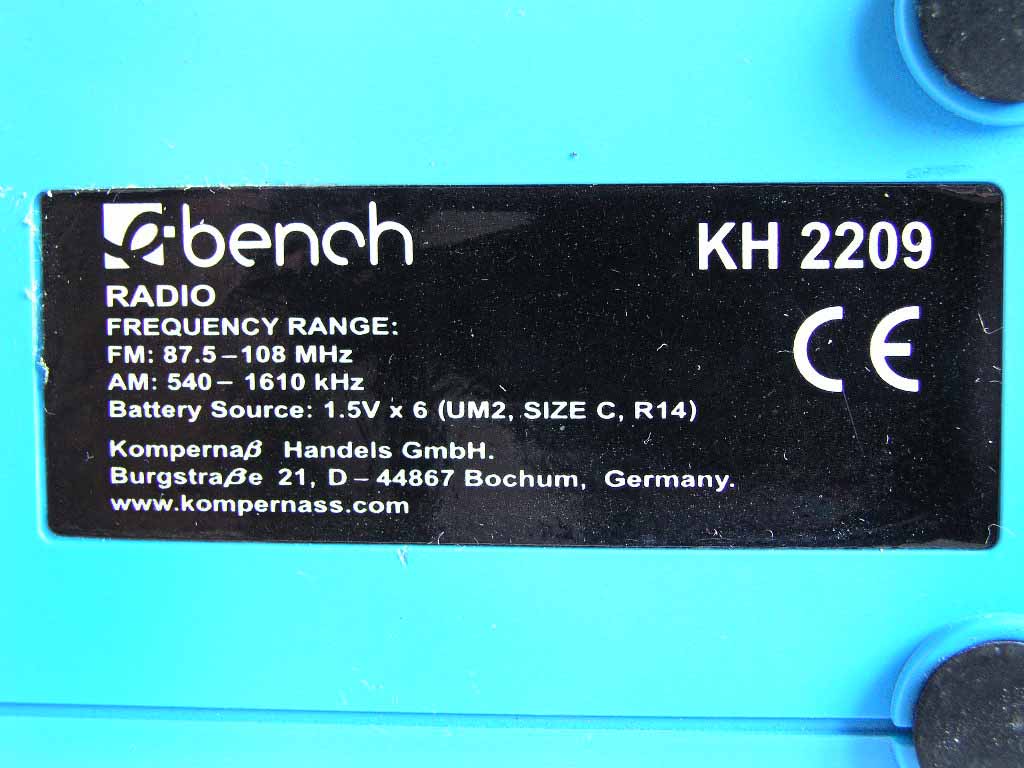 e-bench
KH 2209
RADIO
FREQUENCY RANGE:
FM: 87.5–108 MHz
AM: 540– 1610 kHz
CE
Battery Source: 1.5V x 6 (UM2, SIZE C, R14)
Kompernaβ Handels GmbH.
Burgstraβe 21, D – 44867 Bochum, Germany.
www.kompernass.com